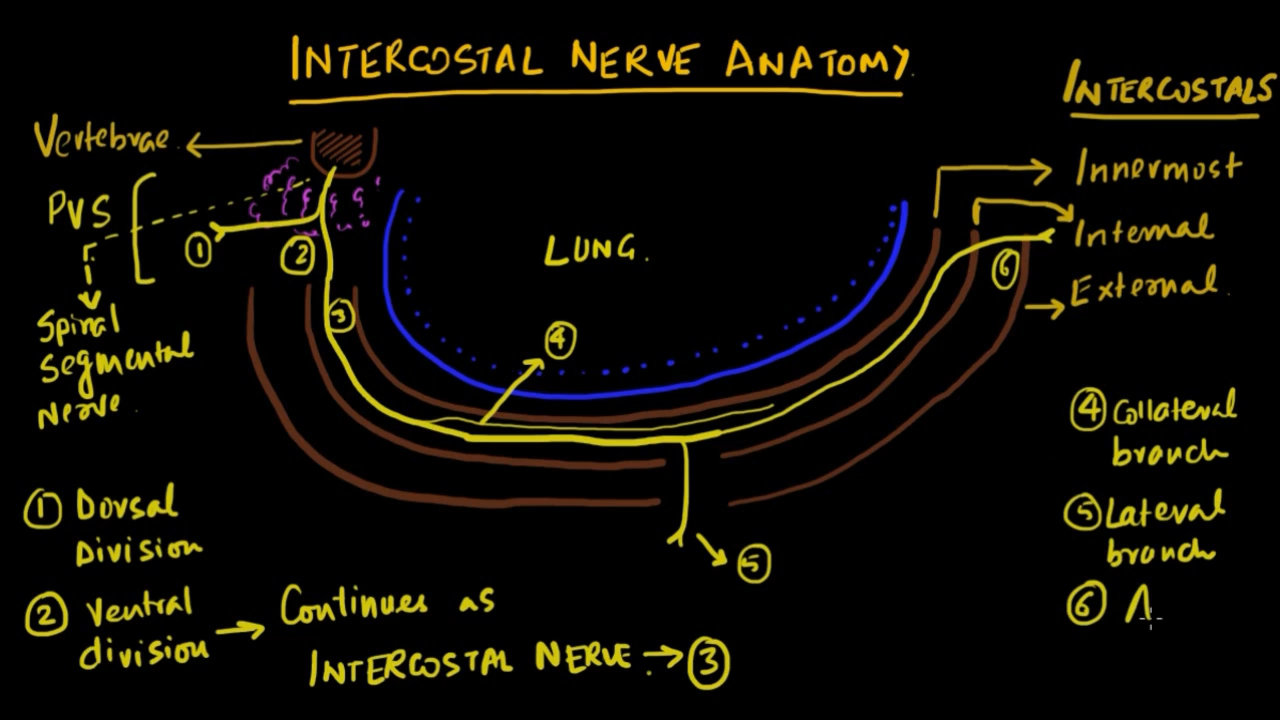 INTERCOSTAL NERVE ANATOMY.
Vertebrae
PVS
Spiral
segmental
Nerve.
LUNG.
1
2
3
4
5
6
INTERCOSTALS
Innermost
Internal
External.
4 Collateral
branch
5 Lateral
branch
6 A
1 Dorsal
Division
2 Ventral
division
Continues as
INTERCOSTAL NERVE. 3